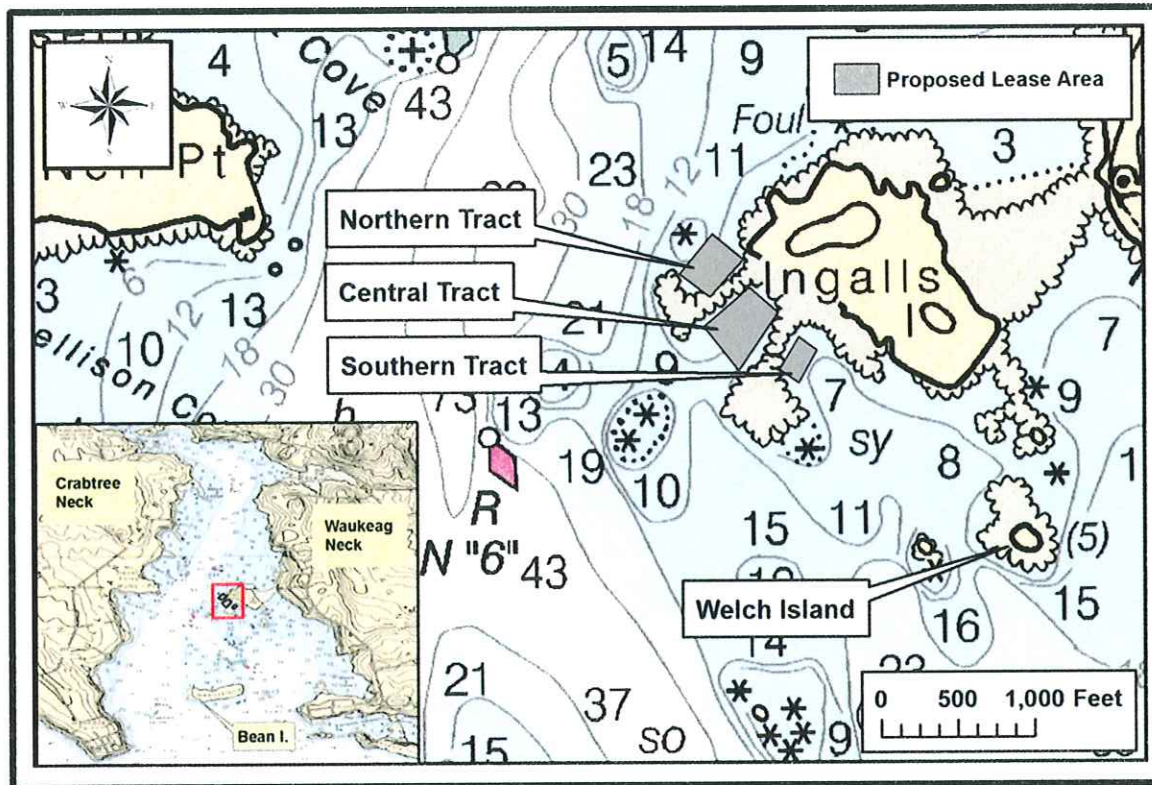 4
Cove
43
13
5
14
9
Proposed Lease Area
W
Pt
Foul
11
3
23
12
18
30
Northern Tract
Ingalls
Central Tract
21
6
12
18
30
13
3
10
ellison Co
Southern Tract
9
7
7
9
13
sy
8
19
10
R
N "6"
43
15
11
(5)
15
16
Welch Island
14
21
37
so
15
9
0 500 1,000 Feet
Crabtree
Neck
Waukeag
Neck
Bean I.